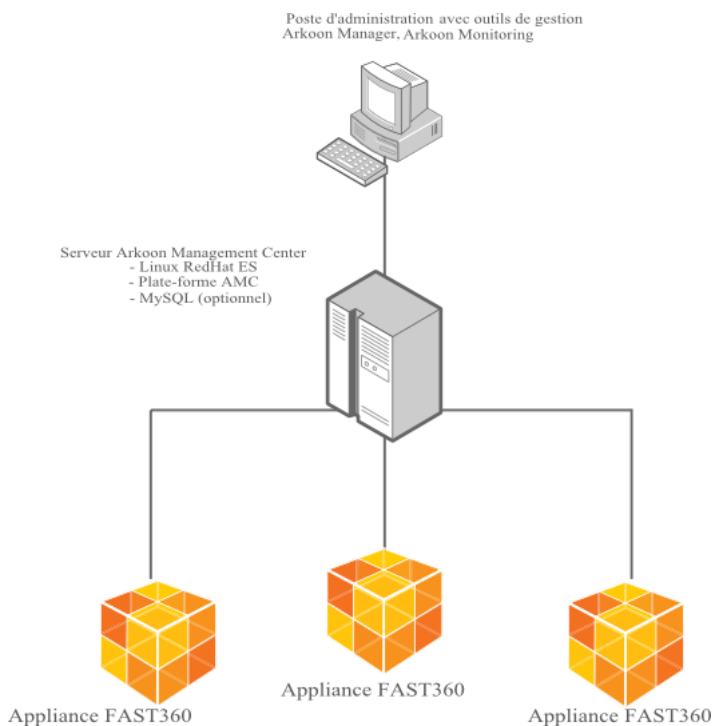 Poste d'administration avec outils de gestion
Arkoon Manager, Arkoon Monitoring
Serveur Arkoon Management Center
- Linux RedHat ES
- Plate-forme AMC
- MySQL (optionnel)
Appliance FAST360
Appliance FAST360
Appliance FAST360